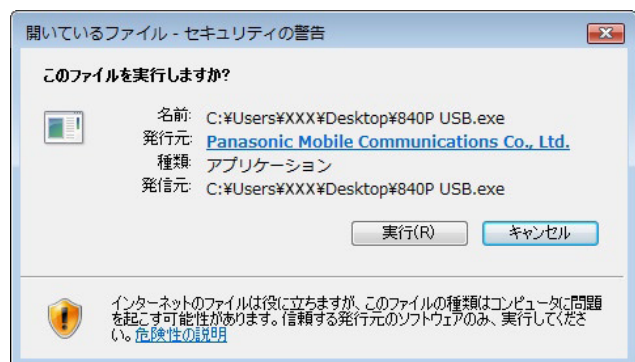 開いているファイル - セキュリティの警告
このファイルを実行しますか?
名前: C:¥Users¥XXX¥Desktop¥840P USB.exe
発行元: Panasonic Mobile Communications Co., Ltd.
種類: アプリケーション
発信元: C:¥Users¥XXX¥Desktop¥840P USB.exe
実行(R) キャンセル
インターネットのファイルは役に立ちますが、このファイルの種類はコンピュータに問題
を起こす可能性があります。信頼する発行元のソフトウェアのみ、実行してくださ
い。危険性の説明